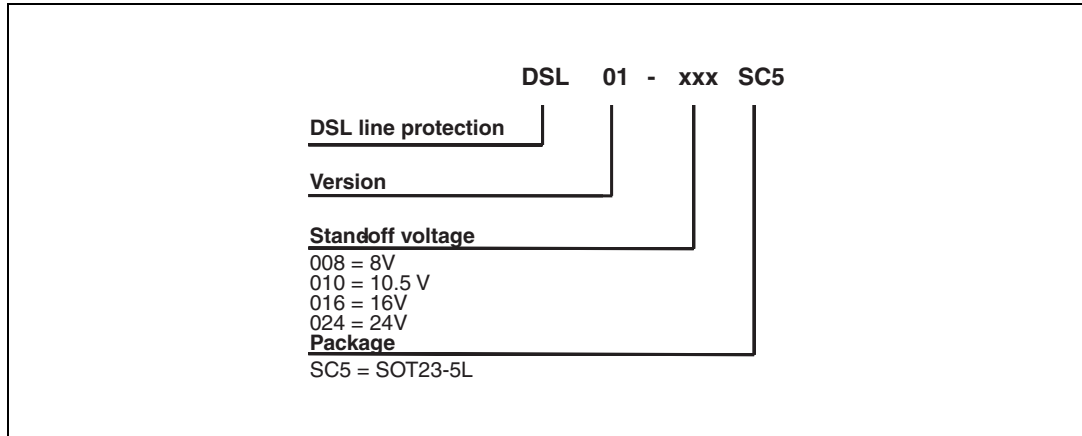 DSL 01 - xxx SC5
DSL line protection
Version
Standoff voltage
008 = 8V
010 = 10.5 V
016 = 16V
024 = 24V
Package
SC5 = SOT23-5L